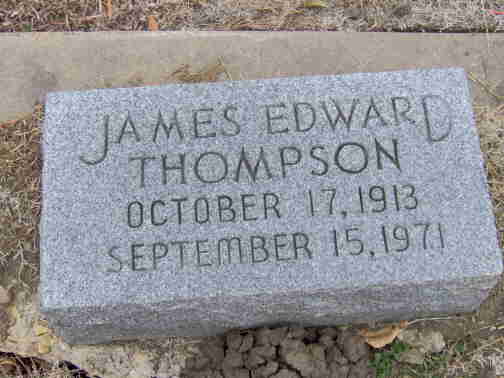 JAMES EDWARD
THOMPSON
OCTOBER 17, 1913
SEPTEMBER 15, 1971